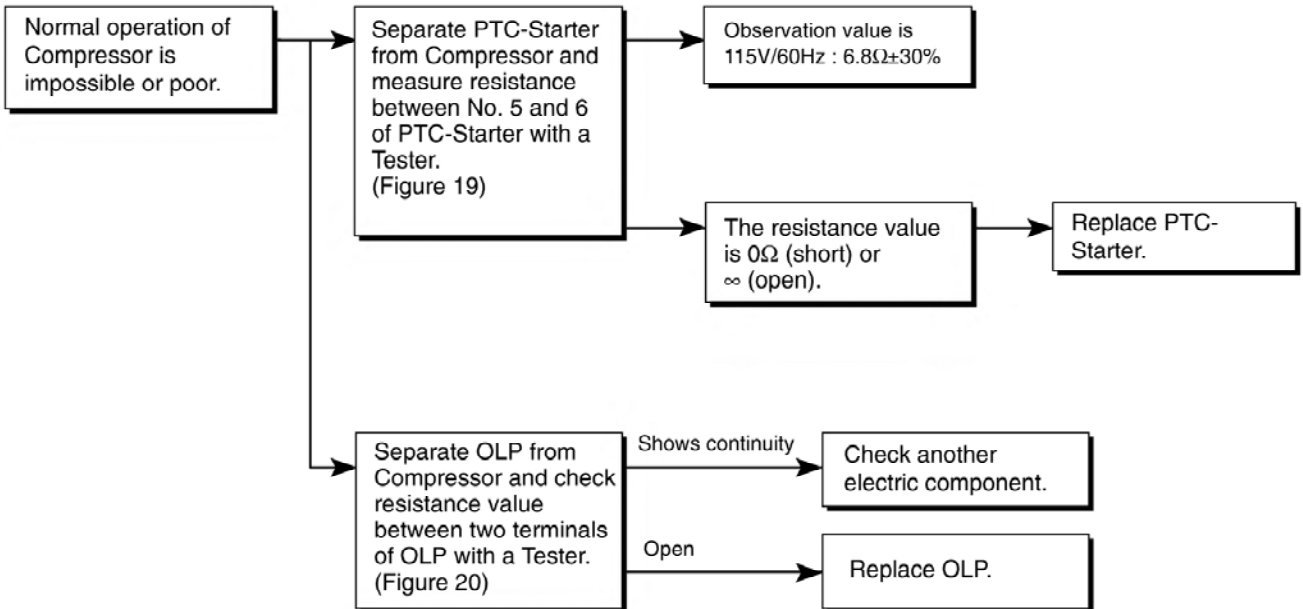 Normal operation of
Compressor is
impossible or poor.
Separate PTC-Starter
from Compressor and
measure resistance
between No. 5 and 6
of PTC-Starter with a
Tester.
(Figure 19)
Observation value is
115V/60Hz : 6.8Ω±30%
The resistance value
is 0Ω (short) or
∞ (open).
Replace PTC-
Starter.
Separate OLP from
Compressor and check
resistance value
between two terminals
of OLP with a Tester.
(Figure 20)
Shows continuity
Check another
electric component.
Open
Replace OLP.